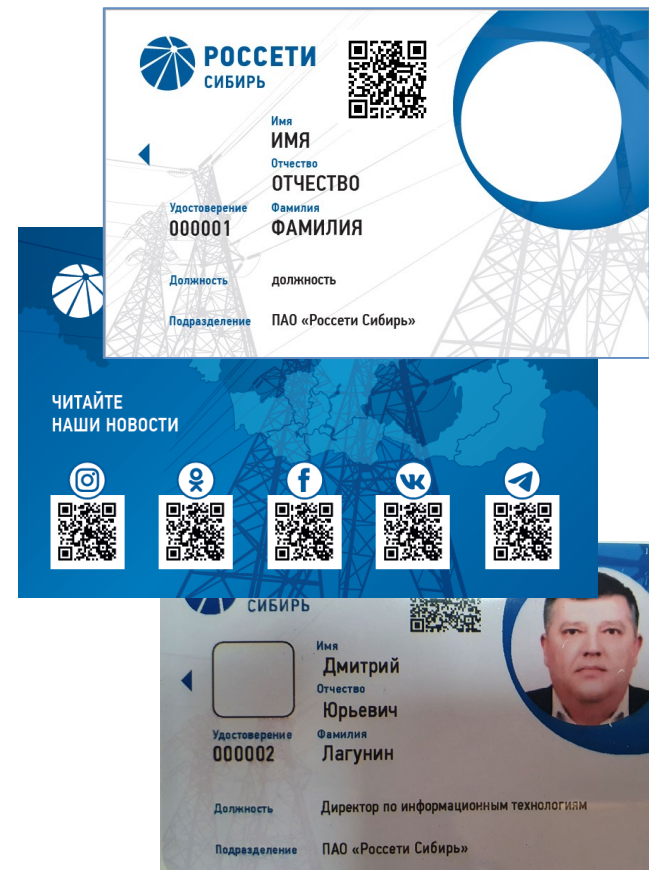 РОССЕТИ
СИБИРЬ
Имя
ИМЯ
Отчество
ОТЧЕСТВО
Удостоверение
Фамилия
000001
ФАМИЛИЯ
Должность
должность
Подразделение
ПАО «Россети Сибирь»
ЧИТАЙТЕ
НАШИ НОВОСТИ
СИБИРЬ
Имя
Дмитрий
Отчество
Юрьевич
Удостоверение
Фамилия
000002
Лагунин
Должность
Директор по информационным технологиям
Подразделение
ПАО «Россети Сибирь»